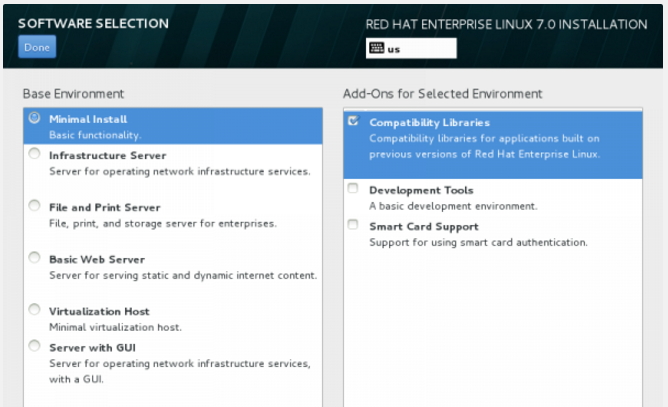 SOFTWARE SELECTION
Done
RED HAT ENTERPRISE LINUX 7.0 INSTALLATION
us
Base Environment
Minimal Install
Basic functionality.
Infrastructure Server
Server for operating network infrastructure services.
File and Print Server
File, print, and storage server for enterprises.
Basic Web Server
Server for serving static and dynamic internet content.
Virtualization Host
Minimal virtualization host.
Server with GUI
Server for operating network infrastructure services,
with a GUI.
Add-Ons for Selected Environment
Compatibility Libraries
Compatibility libraries for applications built on
previous versions of Red Hat Enterprise Linux.
Development Tools
A basic development environment.
Smart Card Support
Support for using smart card authentication.